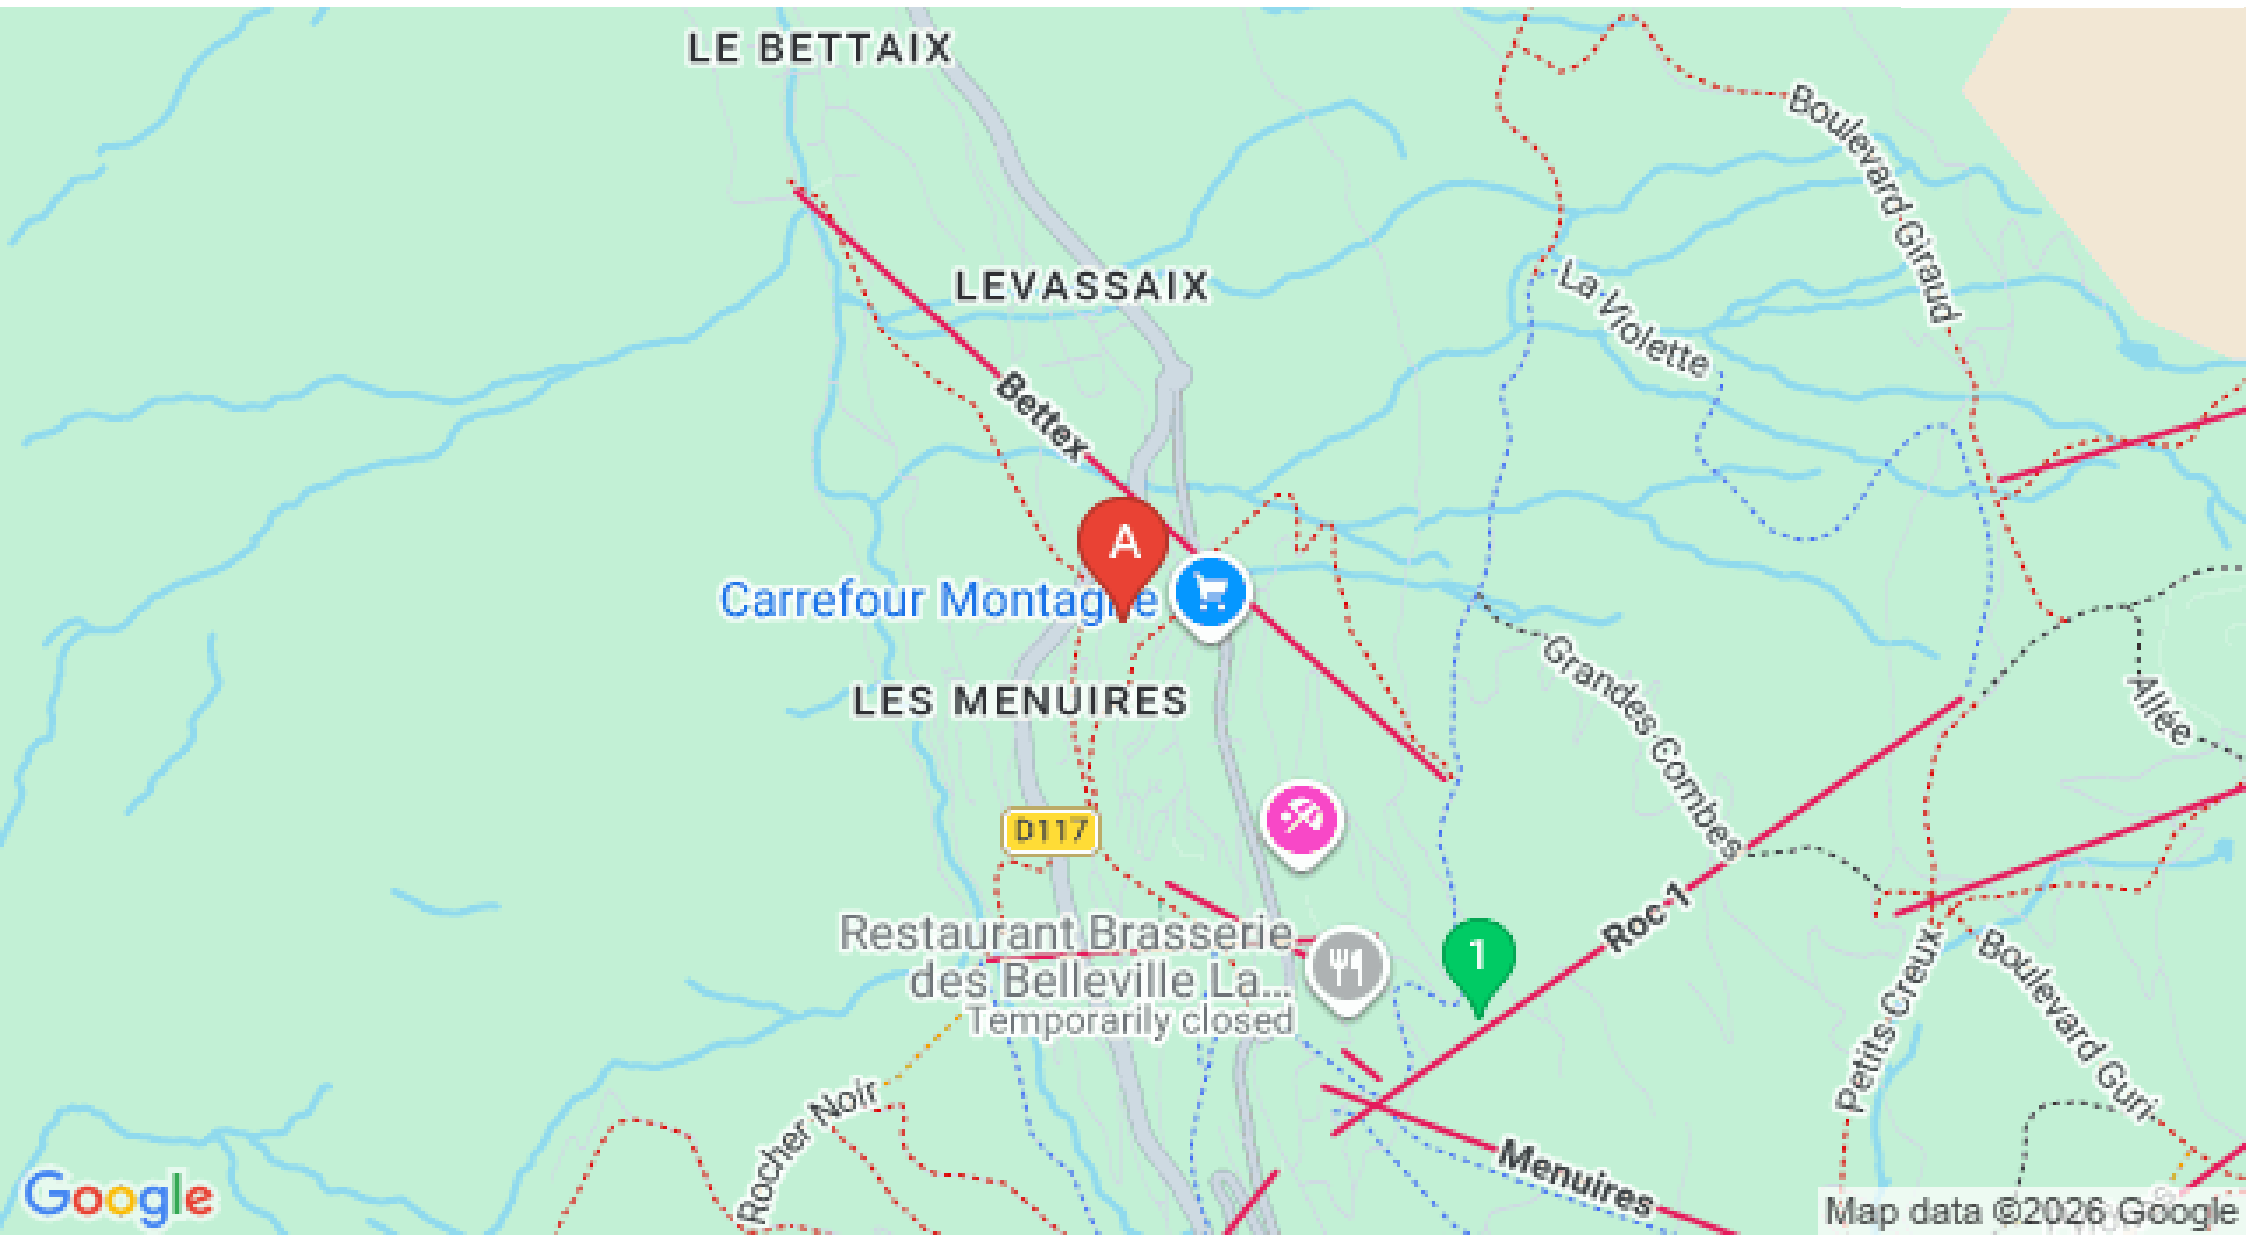 LE BETTAIX
Boulevard Giraud
LEVASSAIX
La Violette
Bettex
A
Carrefour Montagne
Grandes Combes
LES MENUIRES
Allée
D117
Roc 1
Restaurant Brasserie
des Belleville La...
Temporarily closed
1
Petits Creux
Boulevard Guri
Rocher Noir
Menuires
Google
Map data ©2026 Google